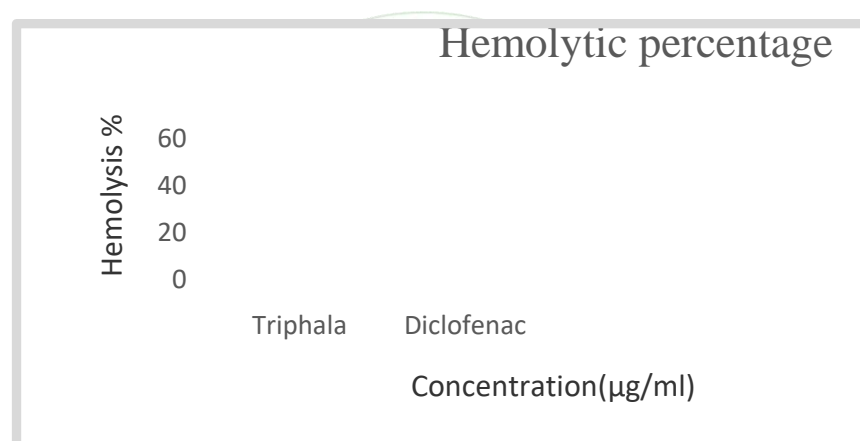 Hemolytic percentage
Hemolysis %
60
40
20
0
Triphala Diclofenac
Concentration(µg/ml)